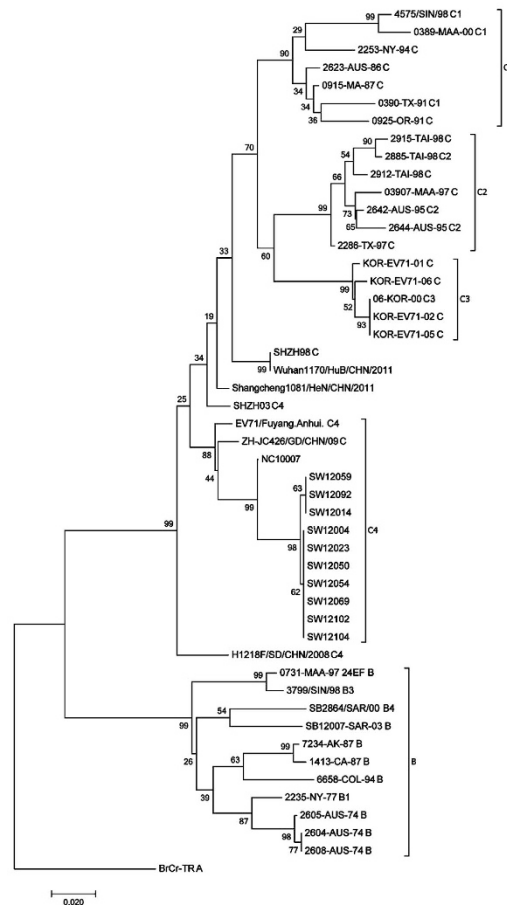 4575/SIN/98 C1
99
29
0389-MAA-00 C1
90
2253-NY-94 C
2623-AUS-86 C
34
0915-MA-87 C
34
0390-TX-91 C1
36
0925-OR-91 C
70
90
2915-TAI-98 C
54
2885-TAI-98 C2
66
2912-TAI-98 C
99
03907-MAA-97 C
C2
73
2642-AUS-95 C2
65
2644-AUS-95 C2
2286-TX-97 C
33
60
KOR-EV71-01 C
99
KOR-EV71-06 C
52
06-KOR-00 C3
C3
93
KOR-EV71-02 C
KOR-EV71-05 C
19
SHZH98 C
99
Wuhan1170/HuB/CHN/2011
34
Shangcheng1081/HeN/CHN/2011
25
SHZH03 C4
EV71/Fuyang.Anhui. C4
88
ZH-JC426/GD/CHN/09 C
44
NC10007
99
63
SW12059
SW12092
SW12014
99
SW12004
C4
98
SW12023
SW12050
SW12054
62
SW12069
SW12102
SW12104
H1218F/SD/CHN/2008 C4
99
0731-MAA-97 24EF B
3799/SIN/98 B3
99
54
SB2864/SAR/00 B4
26
SB12007-SAR-03 B
99
7234-AK-87 B
63
1413-CA-87 B
B
39
6658-COL-94 B
87
2235-NY-77 B1
2605-AUS-74 B
98
2604-AUS-74 B
77
2608-AUS-74 B
BrCr-TR A
0.020